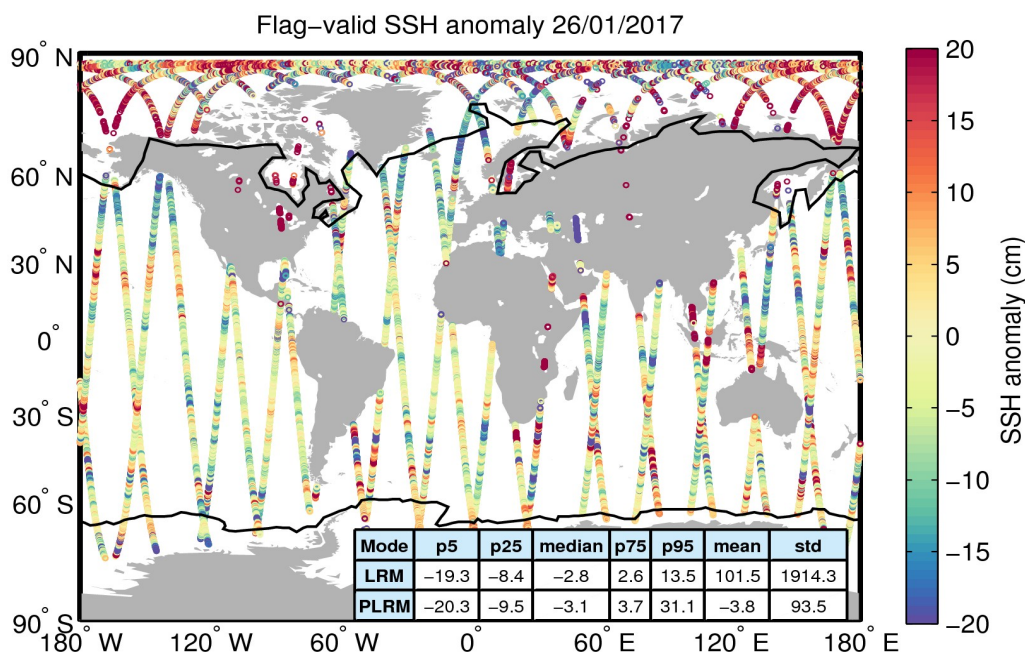 Flag−valid SSH anomaly 26/01/2017
90° N
60° N
30° N
0°
30° S
60° S
90° S
180° W
120° W
60° W
0°
60° E
120° E
180° E
Mode p5 p25 median p75 p95 mean std
LRM −19.3 −8.4 −2.8 2.6 13.5 101.5 1914.3
PLRM −20.3 −9.5 −3.1 3.7 31.1 −3.8 93.5
20
15
10
5
0
−5
−10
−15
−20
SSH anomaly (cm)